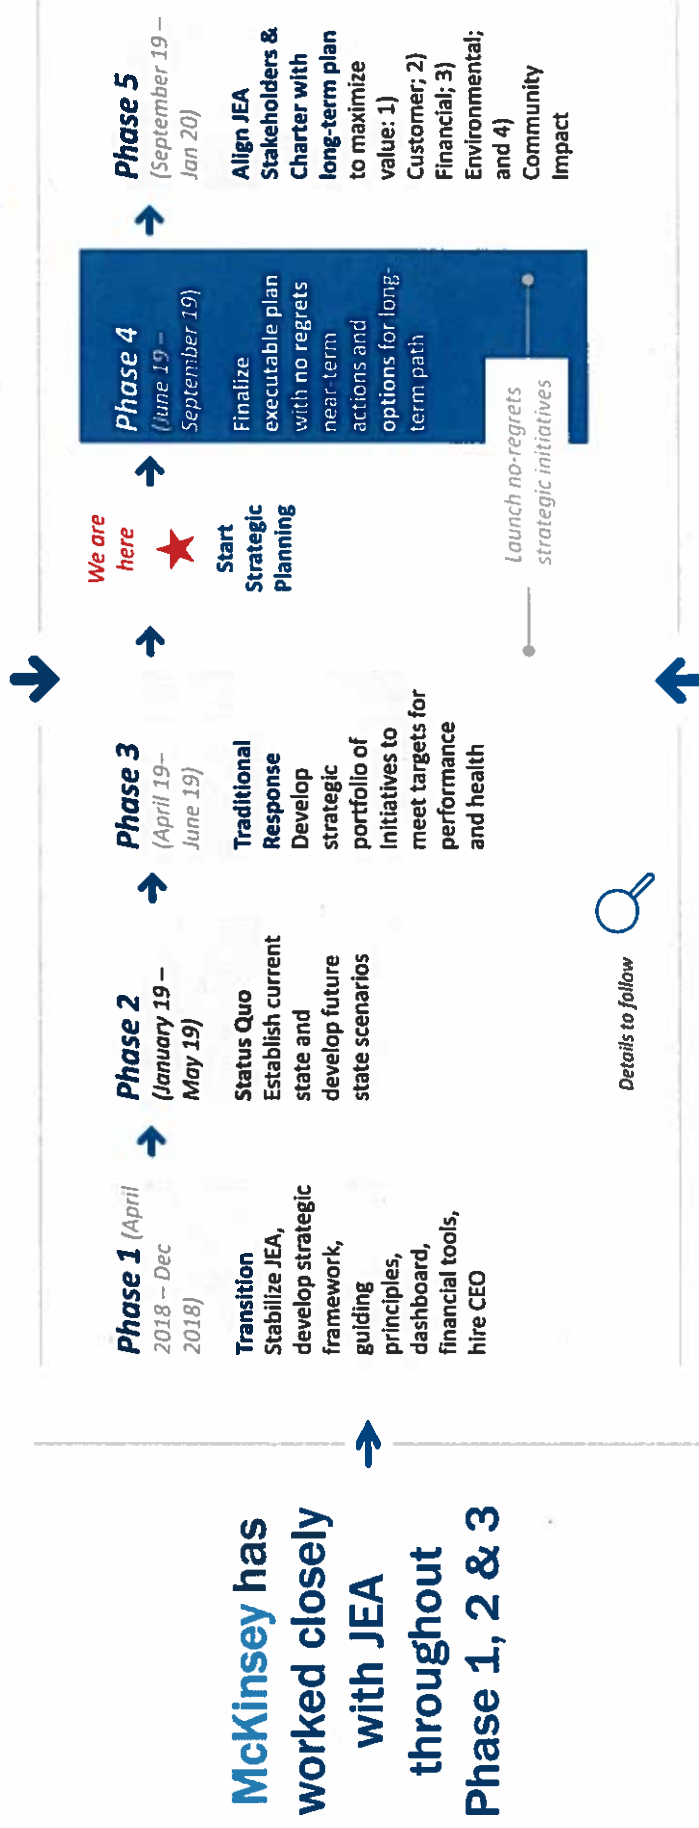 McKinsey has
worked closely
with JEA
throughout
Phase 1, 2 & 3
Phase 1 (April
2018 – Dec
2018)
Transition
Stabilize JEA,
develop strategic
framework,
guiding
principles,
dashboard,
financial tools,
hire CEO
Phase 2
(January 19 –
May 19)
Status Quo
Establish current
state and
develop future
state scenarios
Phase 3
(April 19–
June 19)
Traditional
Response
Develop
strategic
portfolio of
Initiatives to
meet targets for
performance
and health
We are
here
Start
Strategic
Planning
Phase 4
(June 19 –
September 19)
Finalize
executable plan
with no regrets
near-term
actions and
options for long-
term path
Launch no-regrets
strategic initiatives
Phase 5
(September 19 –
Jan 20)
Align JEA
Stakeholders &
Charter with
long-term plan
to maximize
value: 1)
Customer; 2)
Financial; 3)
Environmental;
and 4)
Community
Impact
Details to follow